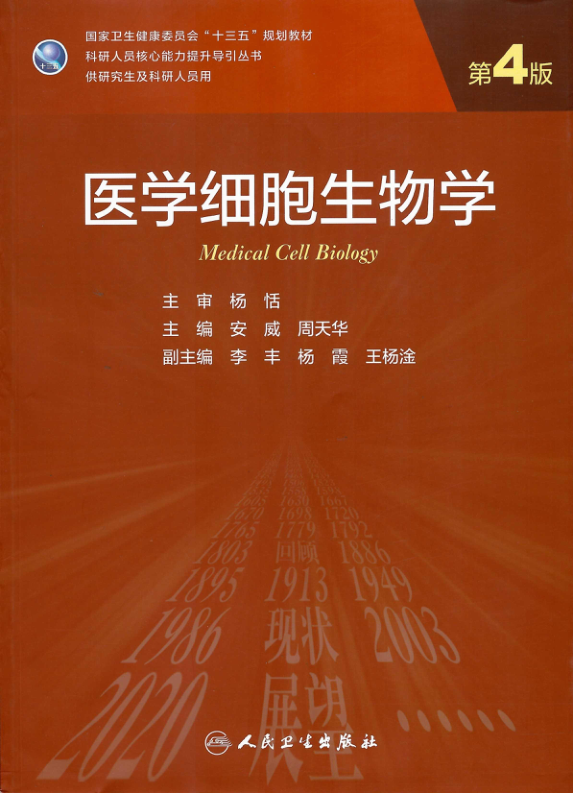 国家卫生健康委员会“十三五”规划教材
科研人员核心能力提升导引丛书
供研究生及科研人员用
第4版
医学细胞生物学
Medical Cell Biology
主 审 杨 恬
主 编 安 威 周天华
副主编 李 丰 杨 霞 王杨淦
1765 1779 1792
1803 回顾 1886
1895 1913 1949
1986 现状 2003
2020 展望 ……
人民卫生出版社